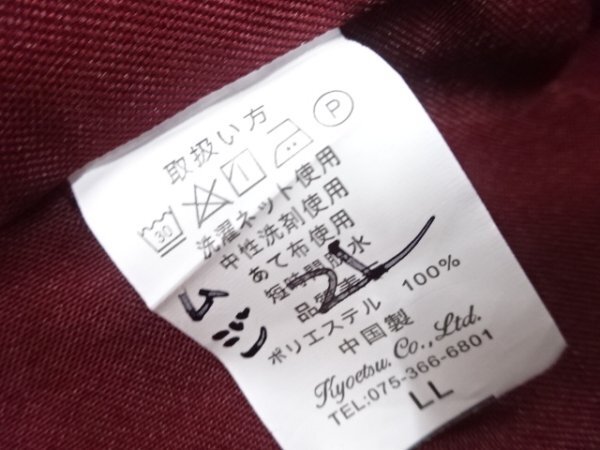 取扱い方
30 P
洗濯ネット使用
中性洗剤使用
あて布使用
短時間脱水
品質表
ポリエステル 100%
中国製
Kyoetsu.Co.,Ltd.
TEL:075-366-6801
LL
ムジ 2L